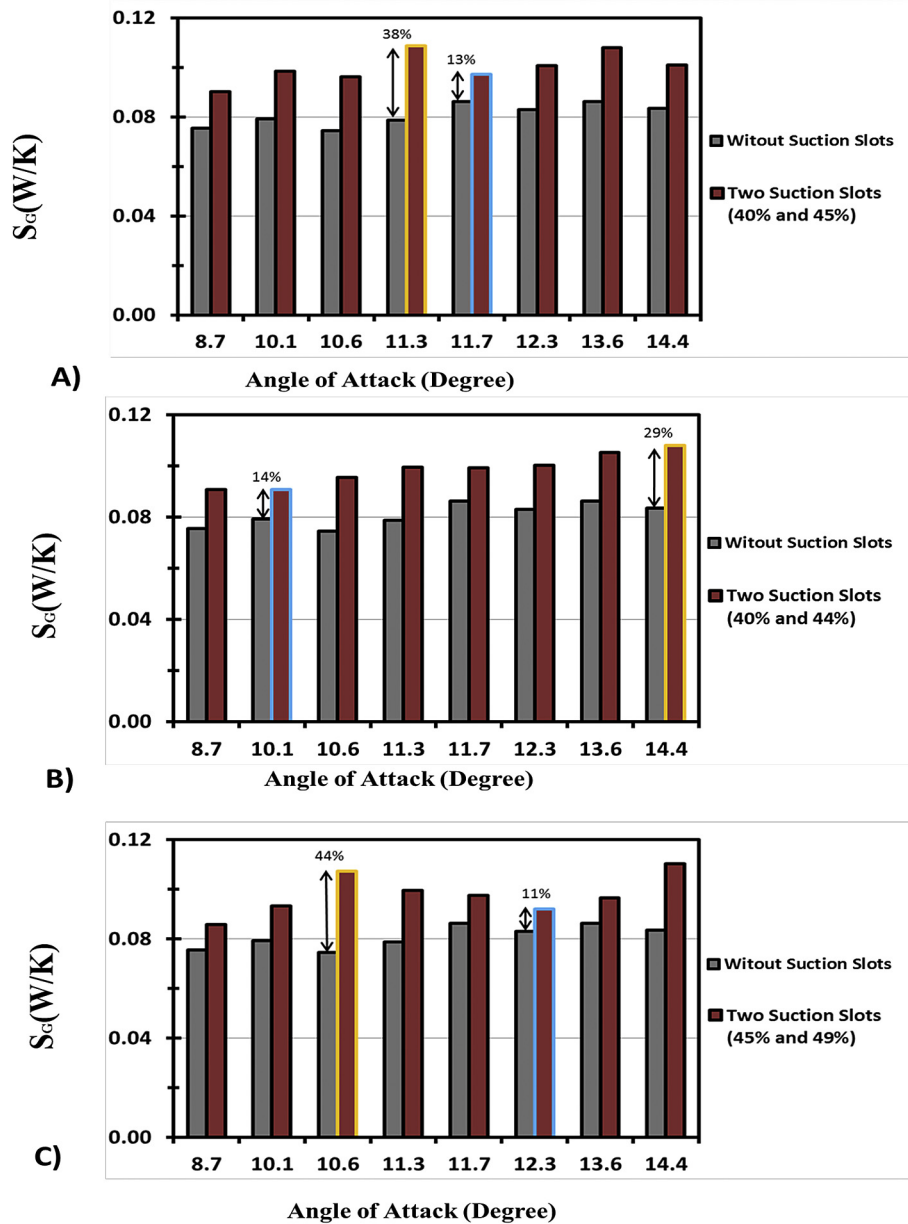 0.12
38%
13%
0.08
SG(W/K)
Witout Suction Slots
Two Suction Slots
(40% and 45%)
0.04
0.00
8.7 10.1 10.6 11.3 11.7 12.3 13.6 14.4
A)
Angle of Attack (Degree)
0.12
29%
14%
0.08
SG(W/K)
Witout Suction Slots
Two Suction Slots
(40% and 44%)
0.04
0.00
8.7 10.1 10.6 11.3 11.7 12.3 13.6 14.4
B)
Angle of Attack (Degree)
0.12
44%
11%
0.08
SG(W/K)
Witout Suction Slots
Two Suction Slots
(45% and 49%)
0.04
0.00
8.7 10.1 10.6 11.3 11.7 12.3 13.6 14.4
C)
Angle of Attack (Degree)